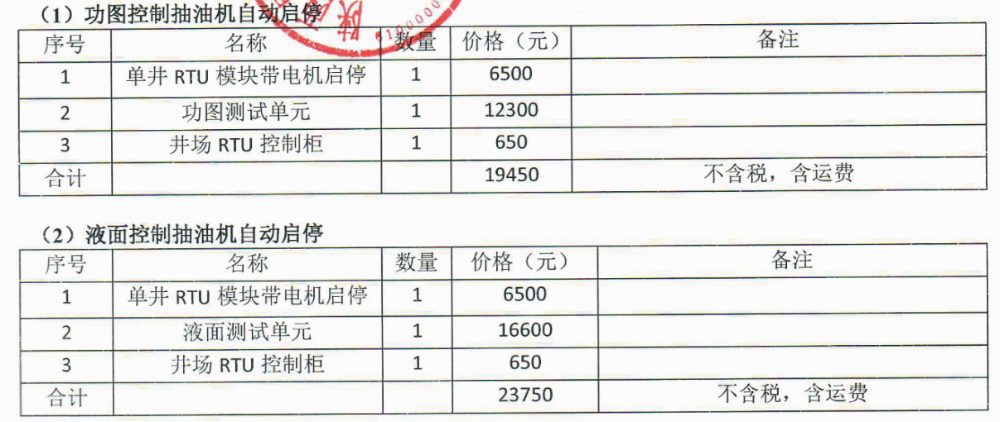 （1）功图控制抽油机自动启停
序号 名称 数量 价格（元） 备注
1 单井 RTU 模块带电机启停 1 6500
2 功图测试单元 1 12300
3 井场 RTU 控制柜 1 650
合计 19450 不含税，含运费
（2）液面控制抽油机自动启停
序号 名称 数量 价格（元） 备注
1 单井 RTU 模块带电机启停 1 6500
2 液面测试单元 1 16600
3 井场 RTU 控制柜 1 650
合计 23750 不含税，含运费